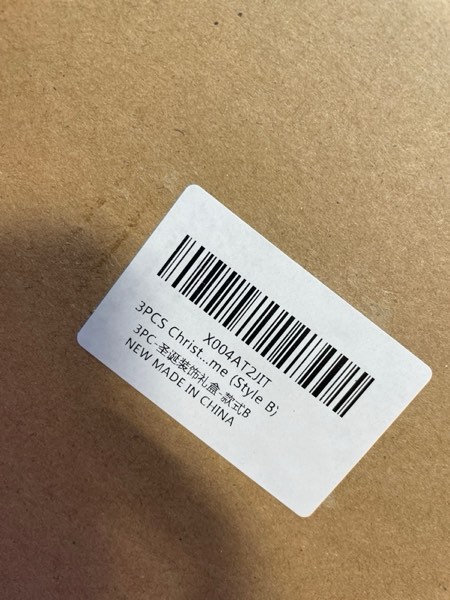 X004AT2JIT
3PCS Christ...me (Style B)
3PC-圣诞装饰礼盒-款式B
NEW MADE IN CHINA